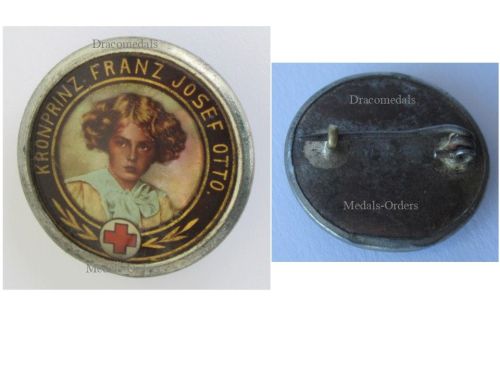 Dracomedals
KRONPRINZ. FRANZ JOSEF OTTO.
Dracomedals
Medals-Orders